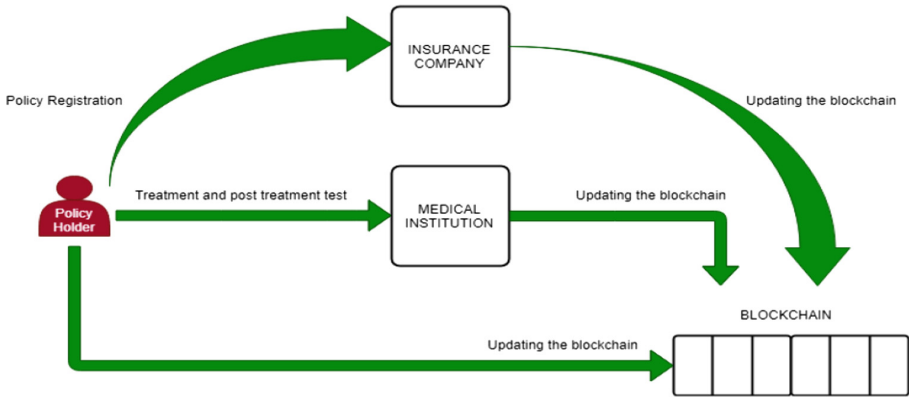 INSURANCE
COMPANY
Policy Registration
Updating the blockchain
Treatment and post treatment test
Updating the blockchain
MEDICAL
INSTITUTION
Policy
Holder
BLOCKCHAIN
Updating the blockchain